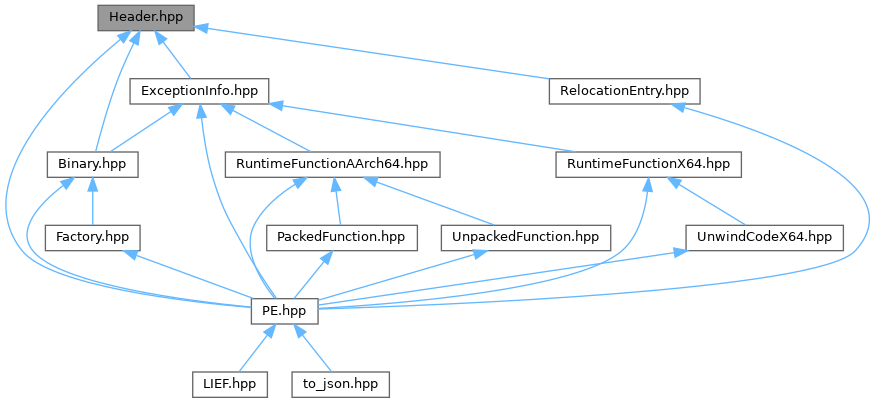 Header.hpp
ExceptionInfo.hpp
RelocationEntry.hpp
Binary.hpp
RuntimeFunctionAArch64.hpp
RuntimeFunctionX64.hpp
Factory.hpp
PackedFunction.hpp
UnpackedFunction.hpp
UnwindCodeX64.hpp
PE.hpp
LIEF.hpp
to_json.hpp